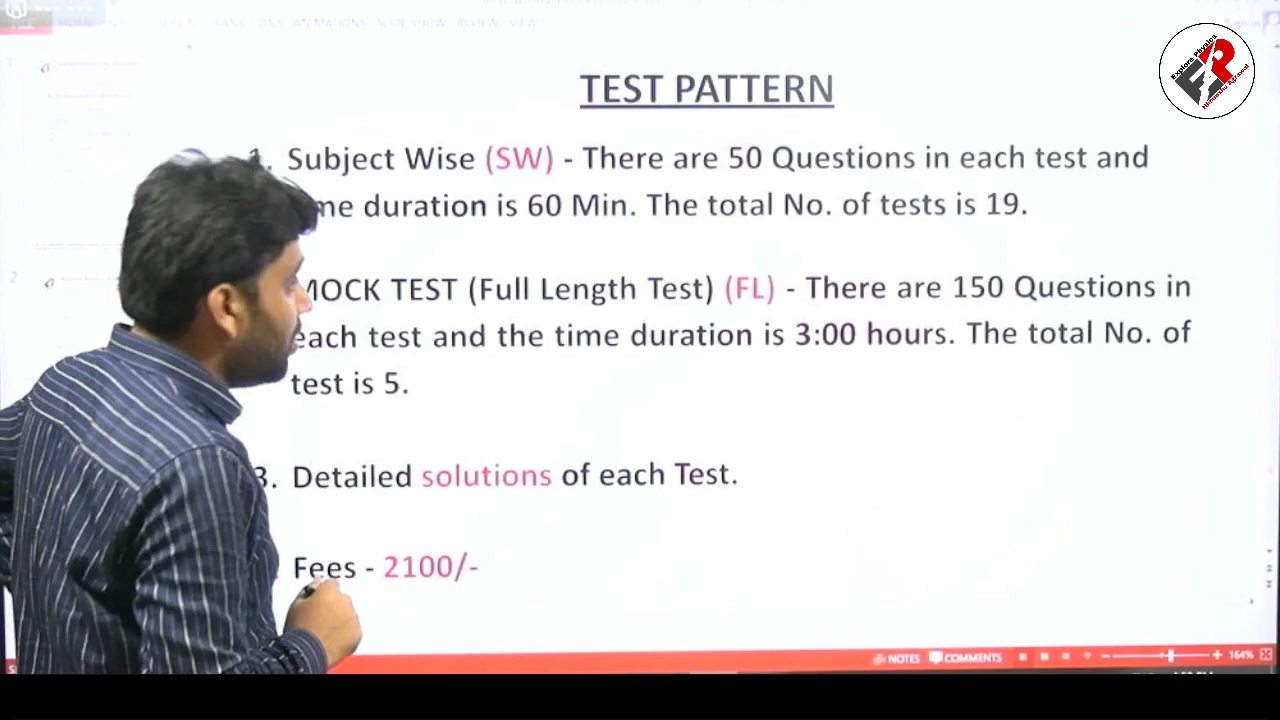 TEST PATTERN
1. Subject Wise (SW) - There are 50 Questions in each test and
me duration is 60 Min. The total No. of tests is 19.
MOCK TEST (Full Length Test) (FL) - There are 150 Questions in
each test and the time duration is 3:00 hours. The total No. of
test is 5.
3. Detailed solutions of each Test.
Fees - 2100/-
NOTES COMMENTS 164%
Explore Physics